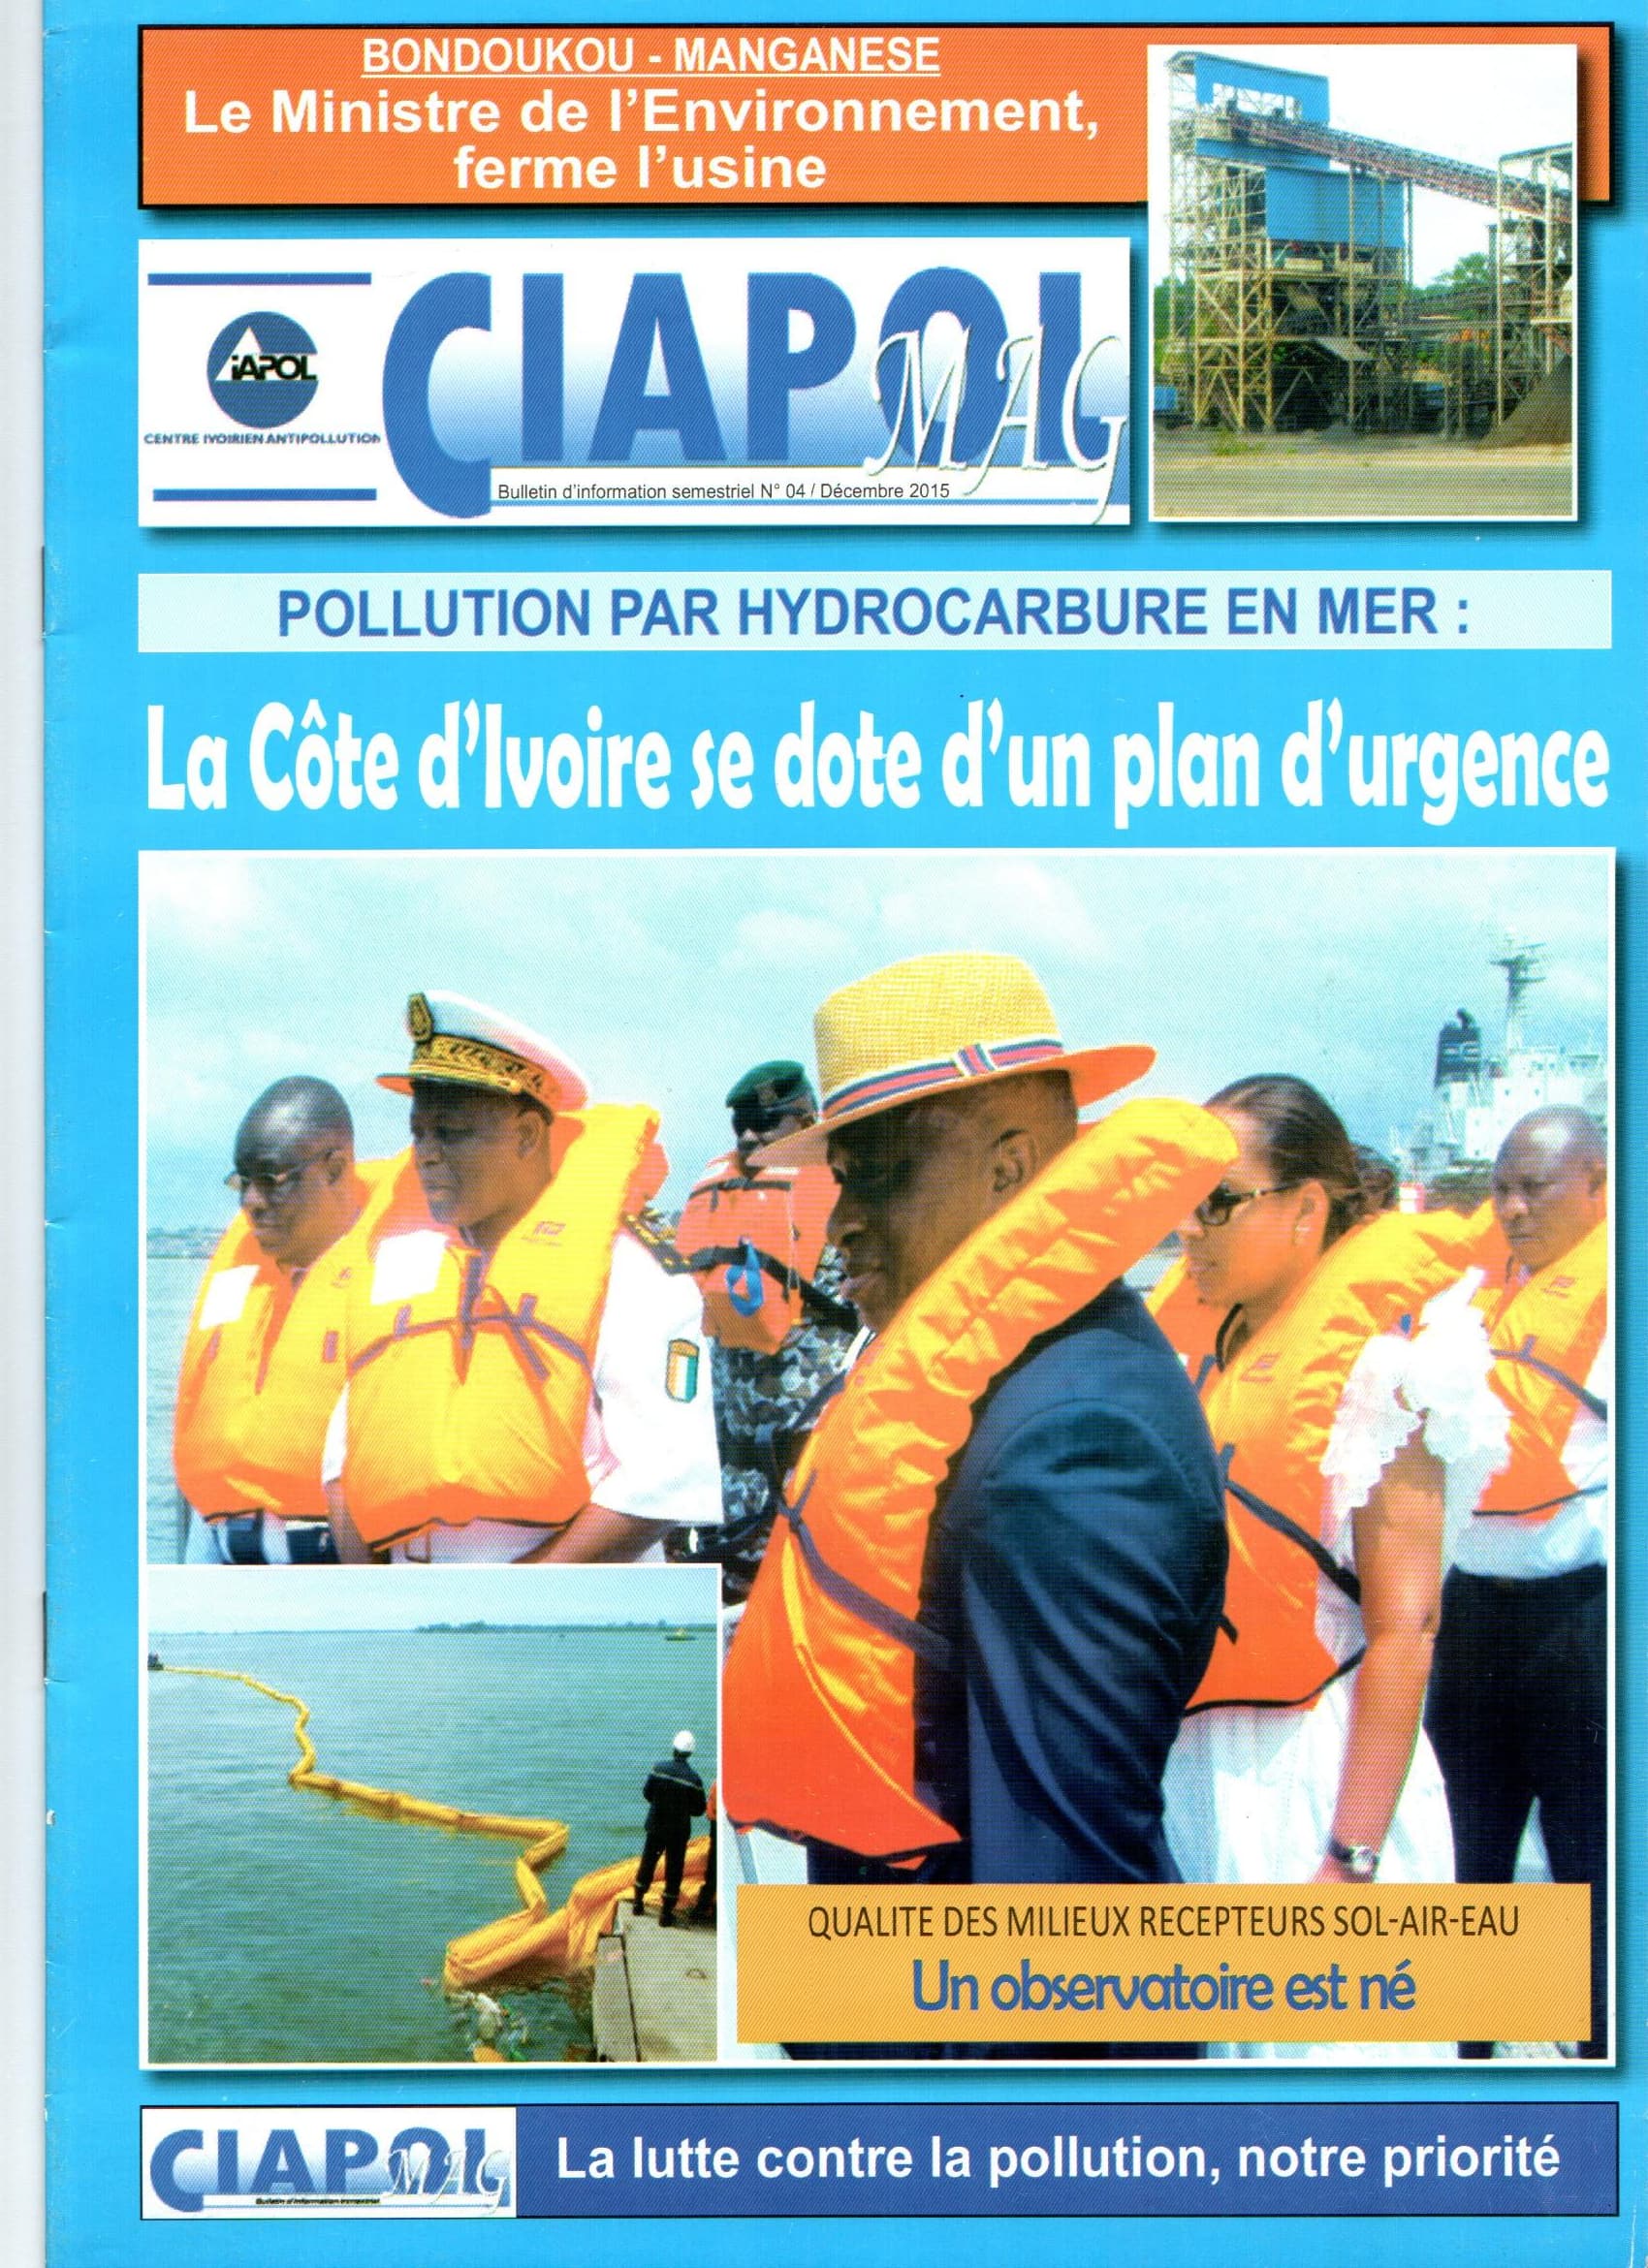 BONDOUKOU - MANGANESE
Le Ministre de l'Environnement,
ferme l'usine
CIAPOL
MAG
iAPOL
CENTRE IVOIRIEN ANTIPOLLUTION
Bulletin d'information semestriel N° 04 / Décembre 2015
POLLUTION PAR HYDROCARBURE EN MER :
La Côte d'Ivoire se dote d'un plan d'urgence
QUALITE DES MILIEUX RECEPTEURS SOL-AIR-EAU
Un observatoire est né
CIAPOL
MAG
La lutte contre la pollution, notre priorité